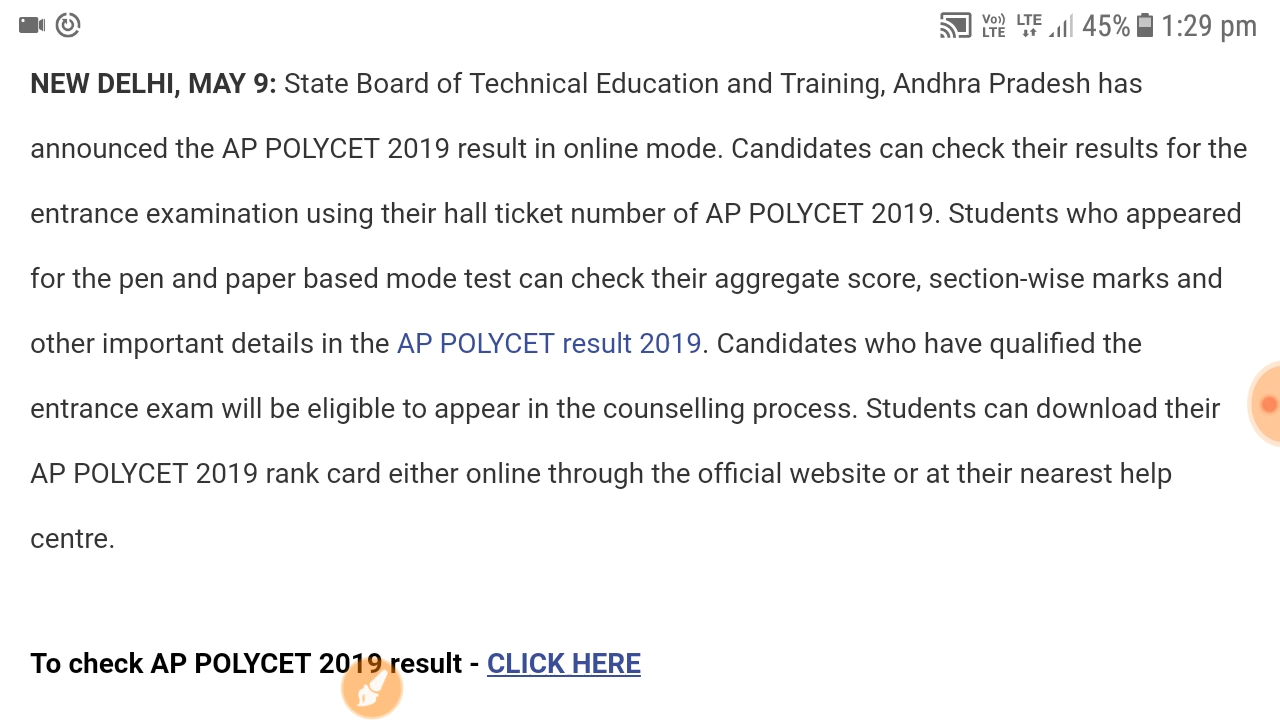 Vo)) LTE LTE 45% 1:29 pm
NEW DELHI, MAY 9: State Board of Technical Education and Training, Andhra Pradesh has
announced the AP POLYCET 2019 result in online mode. Candidates can check their results for the
entrance examination using their hall ticket number of AP POLYCET 2019. Students who appeared
for the pen and paper based mode test can check their aggregate score, section-wise marks and
other important details in the AP POLYCET result 2019. Candidates who have qualified the
entrance exam will be eligible to appear in the counselling process. Students can download their
AP POLYCET 2019 rank card either online through the official website or at their nearest help
centre.
To check AP POLYCET 2019 result - CLICK HERE